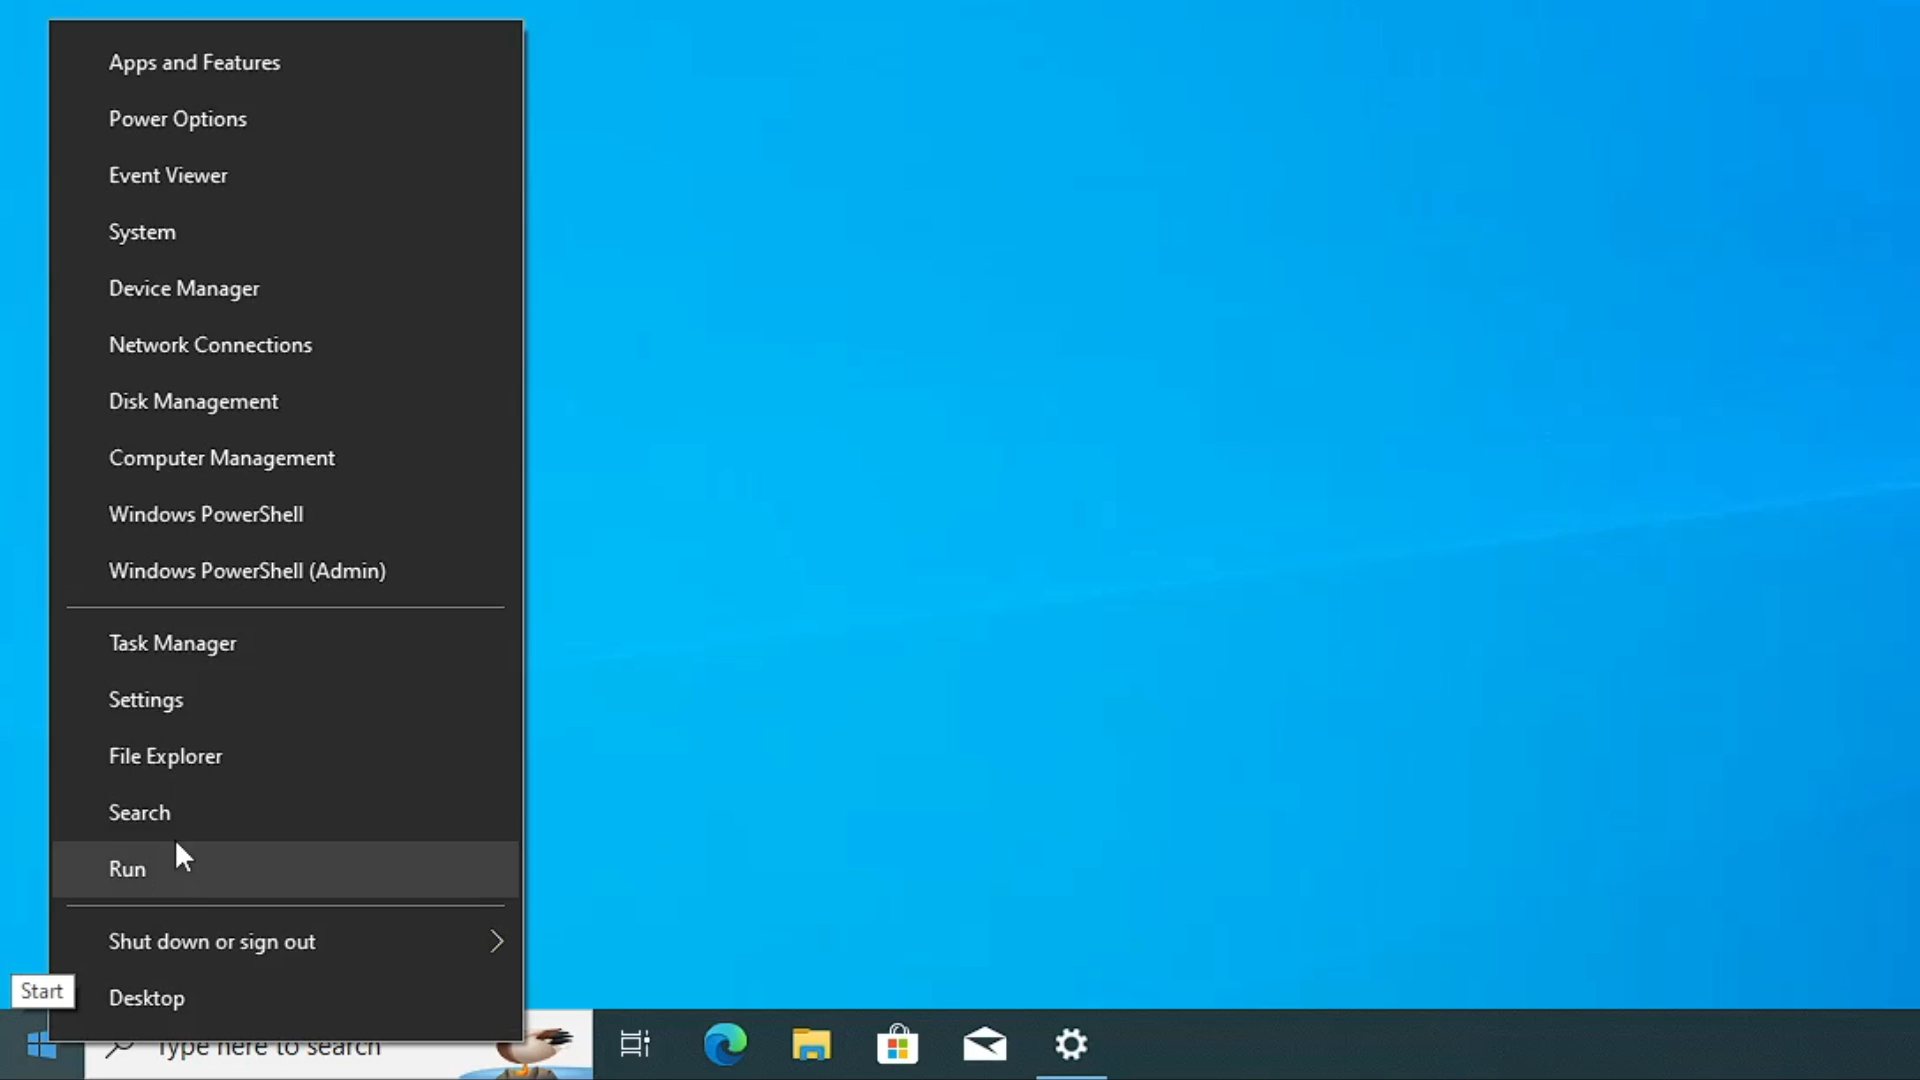 Apps and Features
Power Options
Event Viewer
System
Device Manager
Network Connections
Disk Management
Computer Management
Windows PowerShell
Windows PowerShell (Admin)
Task Manager
Settings
File Explorer
Search
Run
Shut down or sign out
Start
Desktop
Type here to search